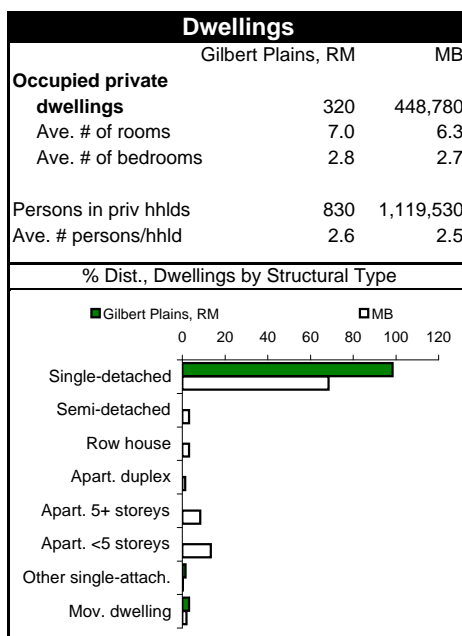 Dwellings
Gilbert Plains, RM MB
Occupied private
dwellings 320 448,780
Ave. # of rooms 7.0 6.3
Ave. # of bedrooms 2.8 2.7
Persons in priv hhlds 830 1,119,530
Ave. # persons/hhld 2.6 2.5
% Dist., Dwellings by Structural Type
Gilbert Plains, RM MB
0 20 40 60 80 100 120
Single-detached
Semi-detached
Row house
Apart. duplex
Apart. 5+ storeys
Apart. <5 storeys
Other single-attach.
Mov. dwelling